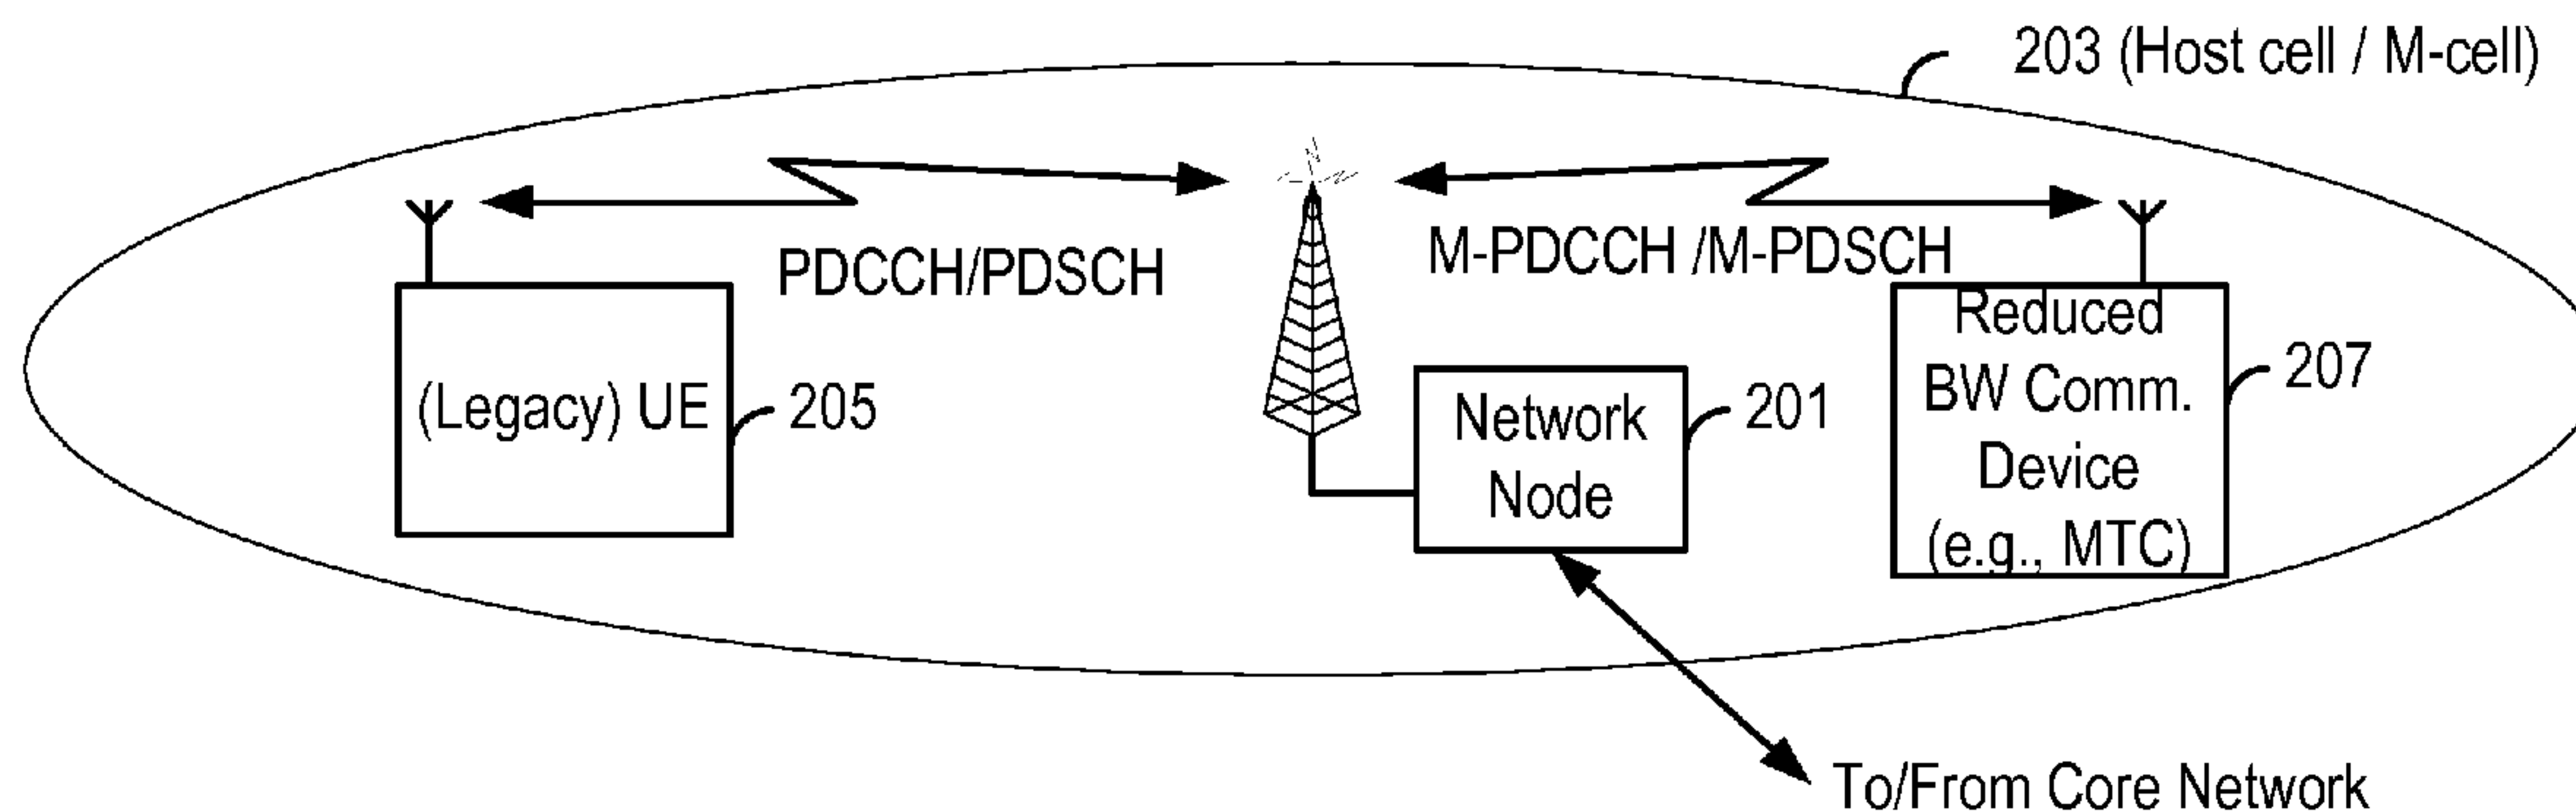 203 (Host cell / M-cell)
PDCCH/PDSCH
M-PDCCH /M-PDSCH
(Legacy) UE
205
Network
Node
201
Reduced
BW Comm.
Device
(e.g., MTC)
207
To/From Core Network